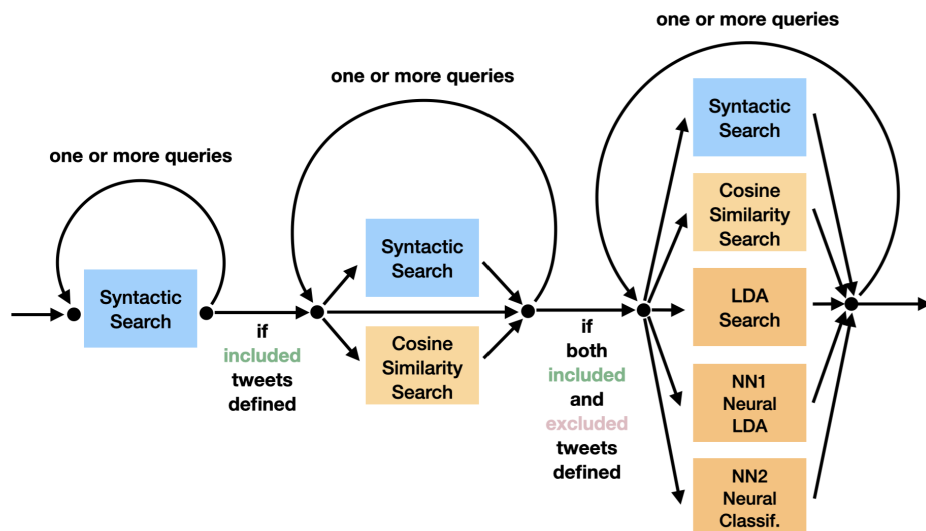 one or more queries
Syntactic
Search
if
included
tweets
defined
one or more queries
Syntactic
Search
Cosine
Similarity
Search
if
both
included
and
excluded
tweets
defined
one or more queries
Syntactic
Search
Cosine
Similarity
Search
LDA
Search
NN1
Neural
LDA
NN2
Neural
Classif.